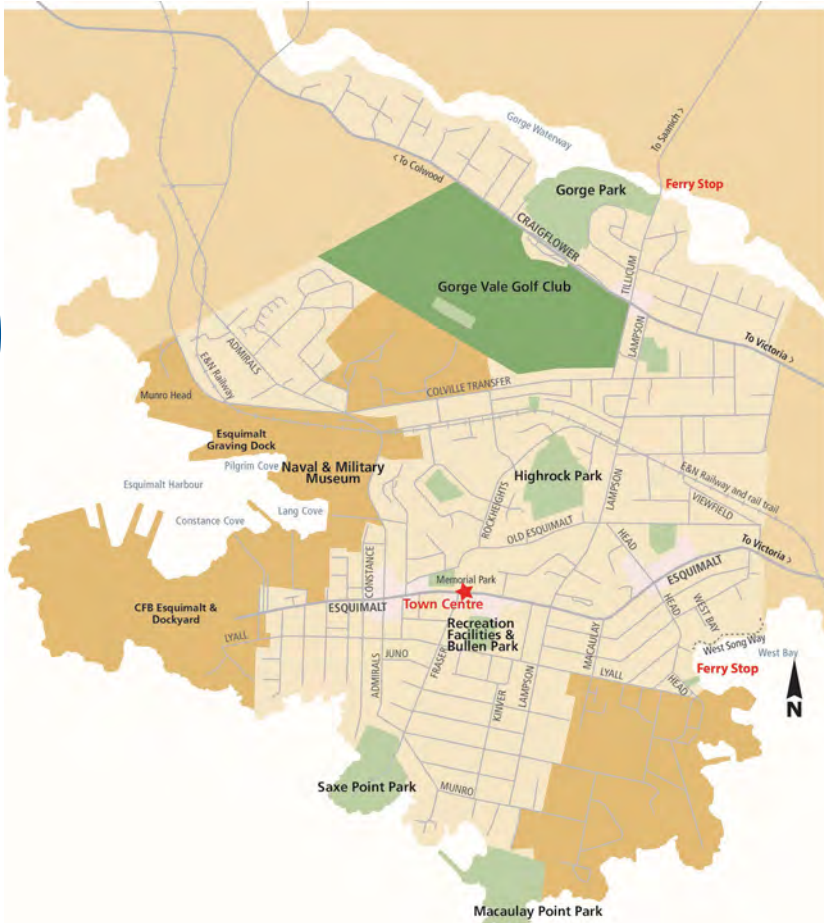 Gorge Waterway
To Saanich >
< To Colwood
Gorge Park
Ferry Stop
CRAIGFLOWER
TILLICUM
Gorge Vale Golf Club
LAMPSON
To Victoria >
ADMIRALS
E&N Railway
COLVILLE TRANSFER
Munro Head
Esquimalt
Graving Dock
Pilgrim Cove
Naval & Military
Museum
Highrock Park
E&N Railway and rail trail
Esquimalt Harbour
ROCKHEIGHTS
LAMPSON
VIEWFIELD
Lang Cove
Constance Cove
OLD ESQUIMALT
HEAD
To Victoria >
CONSTANCE
Memorial Park
ESQUIMALT
CFB Esquimalt &
Dockyard
ESQUIMALT
Town Centre
HEAD
WEST BAY
Recreation
Facilities &
Bullen Park
LYALL
MACAULAY
West Song Way
West Bay
JUNO
FRASER
ADMIRALS
LYALL
Ferry Stop
HEAD
KINVER
LAMPSON
N
Saxe Point Park
MUNRO
Macaulay Point Park